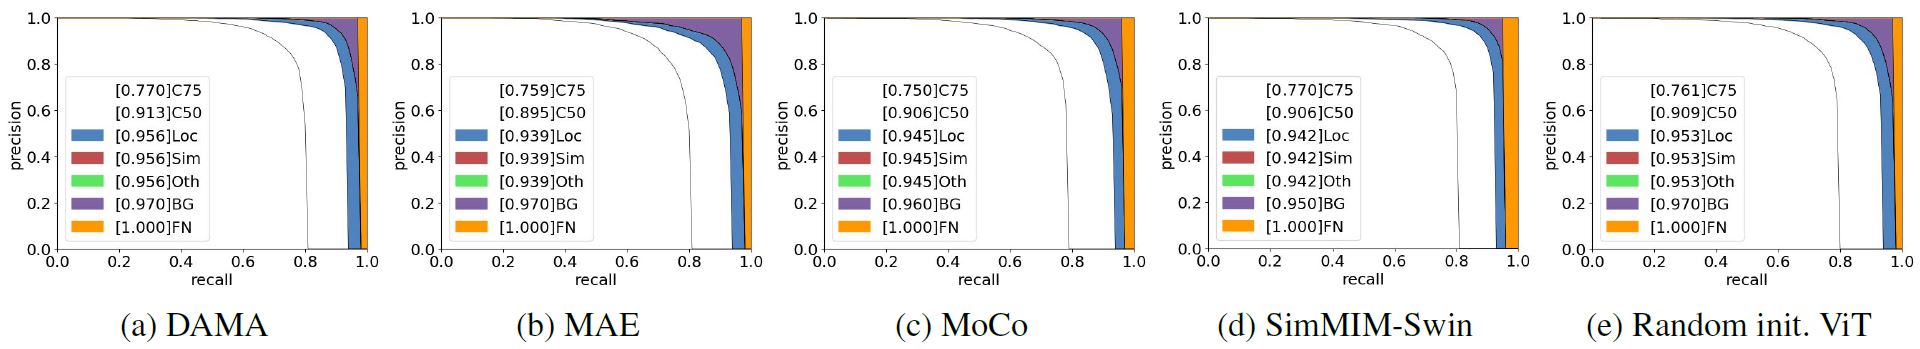 precision
1.0
0.8
0.6
0.4
0.2
0.0
[0.770]C75
[0.913]C50
[0.956]Loc
[0.956]Sim
[0.956]Oth
[0.970]BG
[1.000]FN
0.0 0.2 0.4 0.6 0.8 1.0
recall
(a) DAMA
precision
1.0
0.8
0.6
0.4
0.2
0.0
[0.759]C75
[0.895]C50
[0.939]Loc
[0.939]Sim
[0.939]Oth
[0.970]BG
[1.000]FN
0.0 0.2 0.4 0.6 0.8 1.0
recall
(b) MAE
precision
1.0
0.8
0.6
0.4
0.2
0.0
[0.750]C75
[0.906]C50
[0.945]Loc
[0.945]Sim
[0.945]Oth
[0.960]BG
[1.000]FN
0.0 0.2 0.4 0.6 0.8 1.0
recall
(c) MoCo
precision
1.0
0.8
0.6
0.4
0.2
0.0
[0.770]C75
[0.906]C50
[0.942]Loc
[0.942]Sim
[0.942]Oth
[0.950]BG
[1.000]FN
0.0 0.2 0.4 0.6 0.8 1.0
recall
(d) SimMIM-Swin
precision
1.0
0.8
0.6
0.4
0.2
0.0
[0.761]C75
[0.909]C50
[0.953]Loc
[0.953]Sim
[0.953]Oth
[0.970]BG
[1.000]FN
0.0 0.2 0.4 0.6 0.8 1.0
recall
(e) Random init. ViT